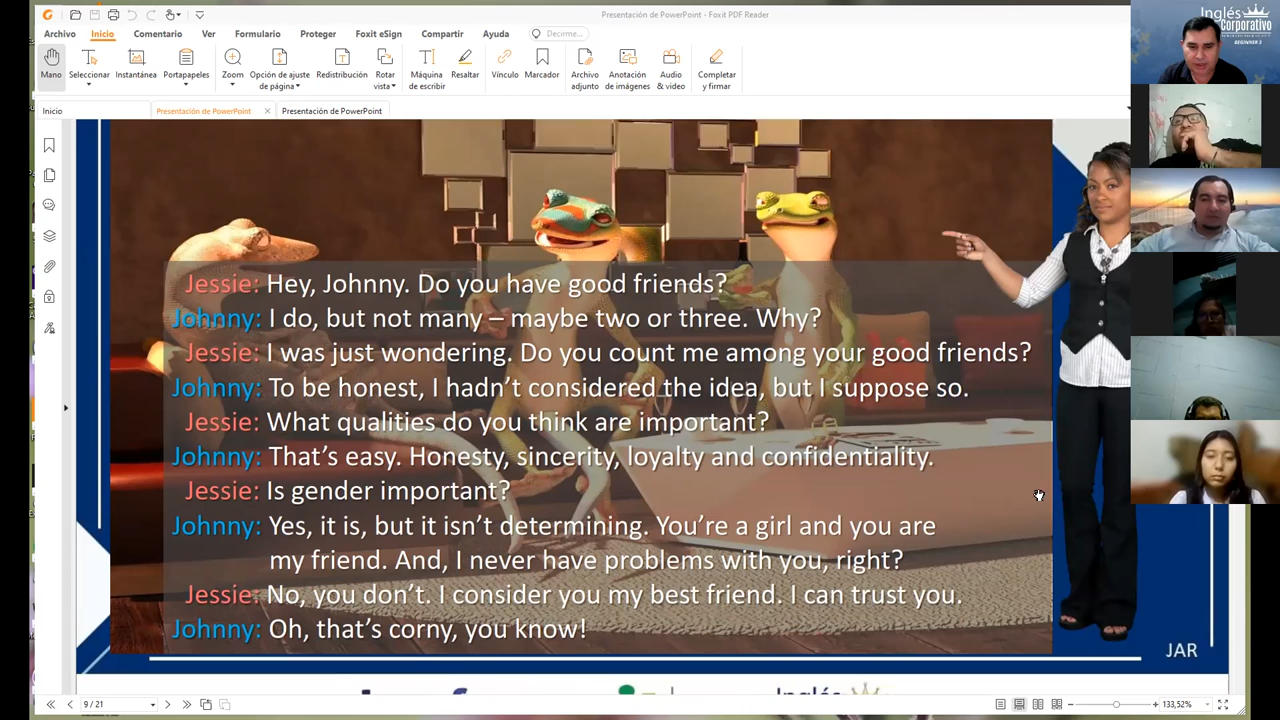 Presentación de PowerPoint - Foxit PDF Reader
Archivo Inicio Comentario Ver Formulario Proteger Foxit eSign Compartir Ayuda Decirme...
Mano Seleccionar Instantánea Portapapeles Zoom Opción de ajuste de página Redistribución Rotar vista Máquina de escribir Resaltar Vínculo Marcador Archivo adjunto Anotación de imágenes Audio & video Completar y firmar
Inicio Presentación de PowerPoint Presentación de PowerPoint
Inglés
Corporativo
BEGINNER 2
Jessie: Hey, Johnny. Do you have good friends?
Johnny: I do, but not many – maybe two or three. Why?
Jessie: I was just wondering. Do you count me among your good friends?
Johnny: To be honest, I hadn't considered the idea, but I suppose so.
Jessie: What qualities do you think are important?
Johnny: That's easy. Honesty, sincerity, loyalty and confidentiality.
Jessie: Is gender important?
Johnny: Yes, it is, but it isn't determining. You're a girl and you are
my friend. And, I never have problems with you, right?
Jessie: No, you don't. I consider you my best friend. I can trust you.
Johnny: Oh, that's corny, you know!
JAR
9 / 21
133,52%